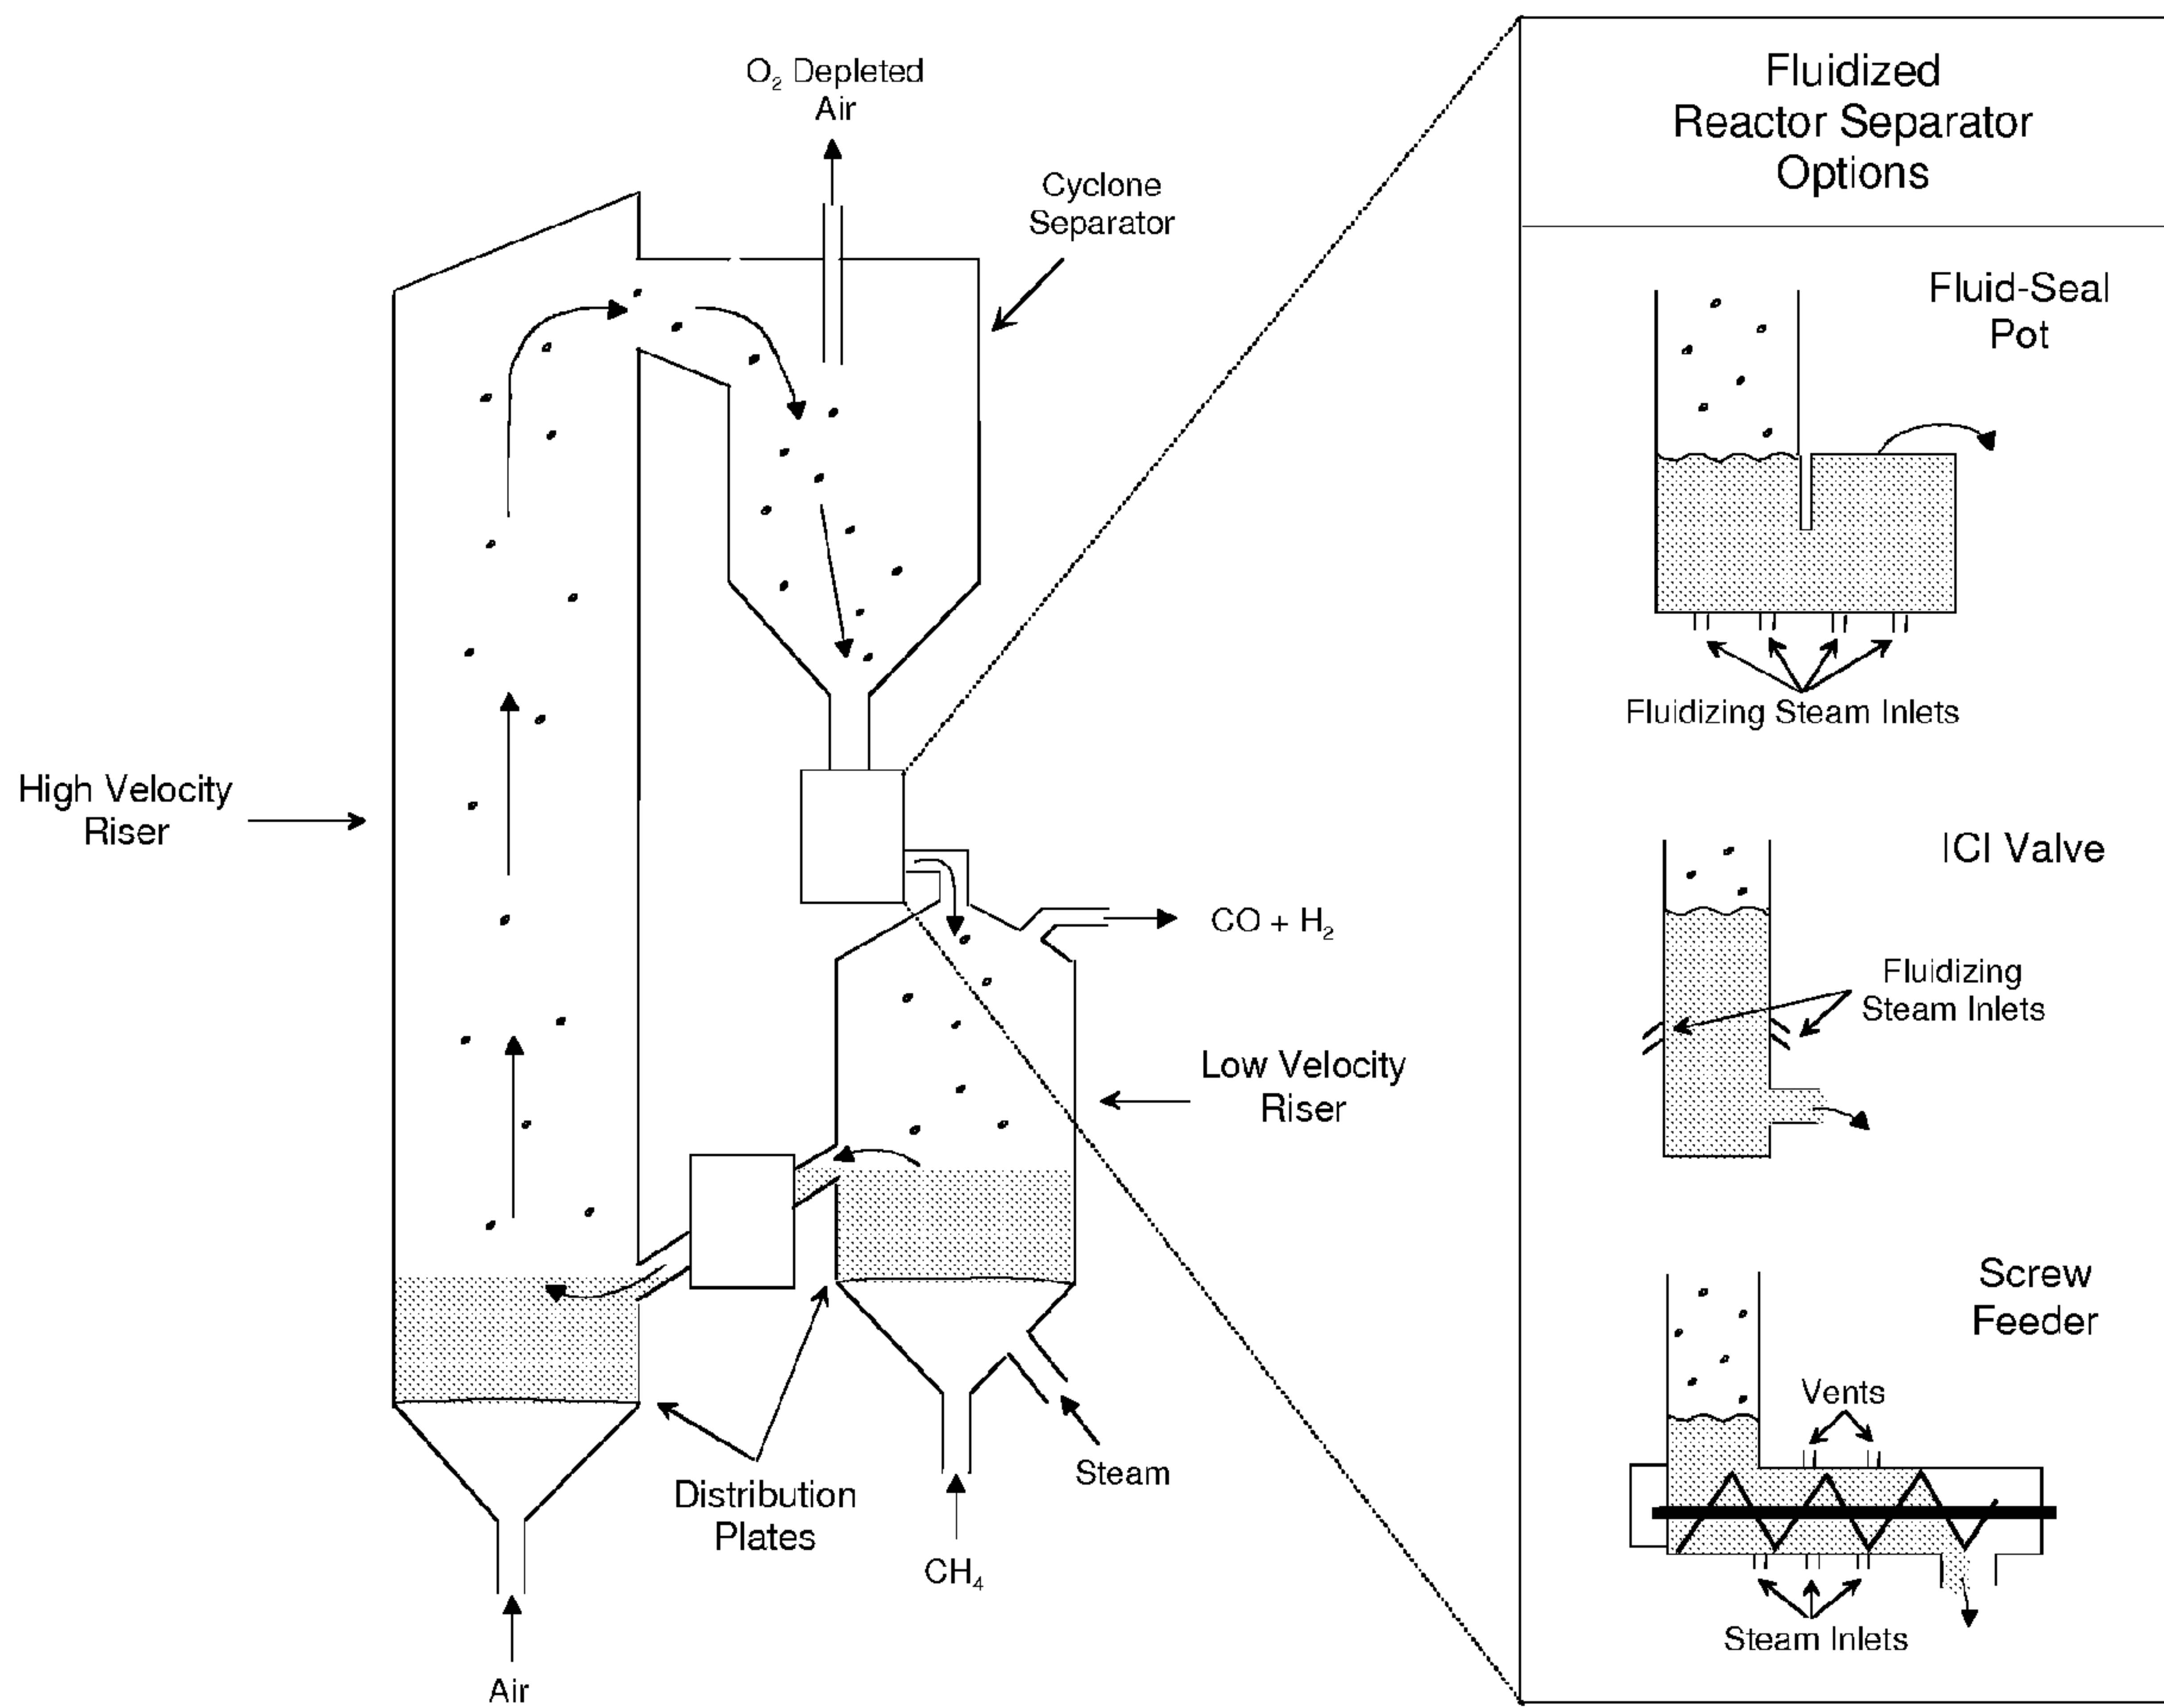 O₂ Depleted
Air
Cyclone
Separator
High Velocity
Riser
CO + H₂
Low Velocity
Riser
Distribution
Plates
Steam
CH₄
Air
Fluidized
Reactor Separator
Options
Fluid-Seal
Pot
Fluidizing Steam Inlets
ICI Valve
Fluidizing
Steam Inlets
Screw
Feeder
Vents
Steam Inlets